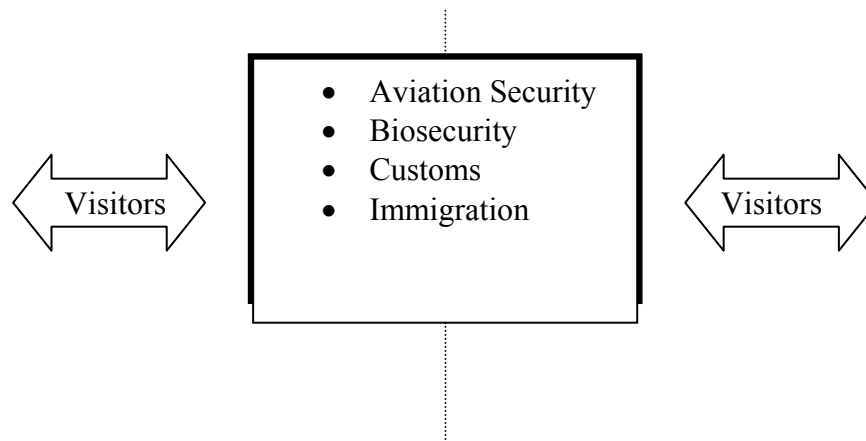 • Aviation Security
• Biosecurity
• Customs
• Immigration
Visitors
Visitors